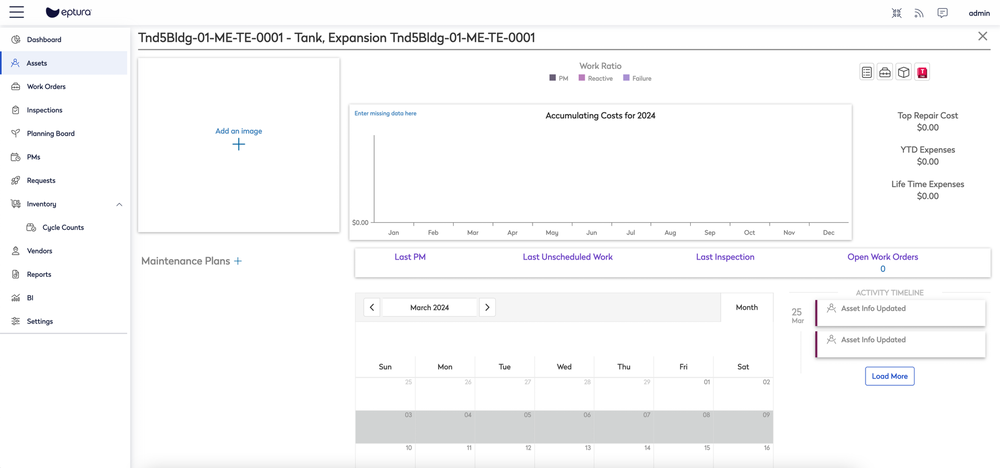 eptura
admin
Dashboard
Assets
Work Orders
Inspections
Planning Board
PMs
Requests
Inventory
Cycle Counts
Vendors
Reports
BI
Settings
Tnd5Bldg-01-ME-TE-0001 - Tank, Expansion Tnd5Bldg-01-ME-TE-0001
Add an image
Work Ratio
PM Reactive Failure
Enter missing data here
Accumulating Costs for 2024
$0.00
Jan Feb Mar Apr May Jun Jul Aug Sep Oct Nov Dec
Top Repair Cost
$0.00
YTD Expenses
$0.00
Life Time Expenses
$0.00
Maintenance Plans +
Last PM Last Unscheduled Work Last Inspection Open Work Orders
0
March 2024
Month
Sun Mon Tue Wed Thu Fri Sat
25 26 27 28 29 01 02
03 04 05 06 07 08 09
10 11 12 13 14 15 16
ACTIVITY TIMELINE
25
Mar
Asset Info Updated
Asset Info Updated
Load More